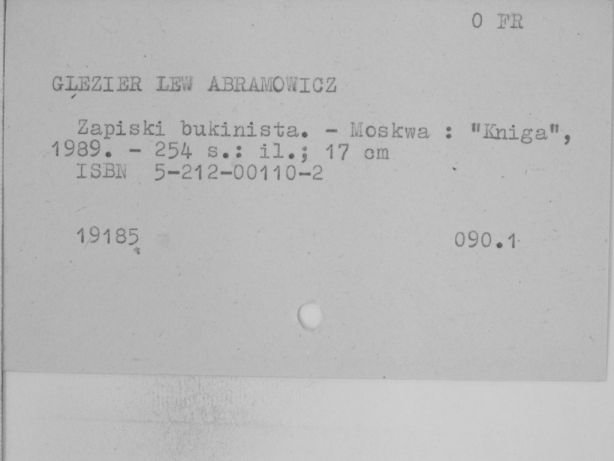 O FR
GLEZIER LEW ABRAMOWICZ
Zapiski bukinista. - Moskwa : "Kniga",
1989. - 254 s.: il.; 17 cm
ISBN 5-212-00110-2
19185 090.1